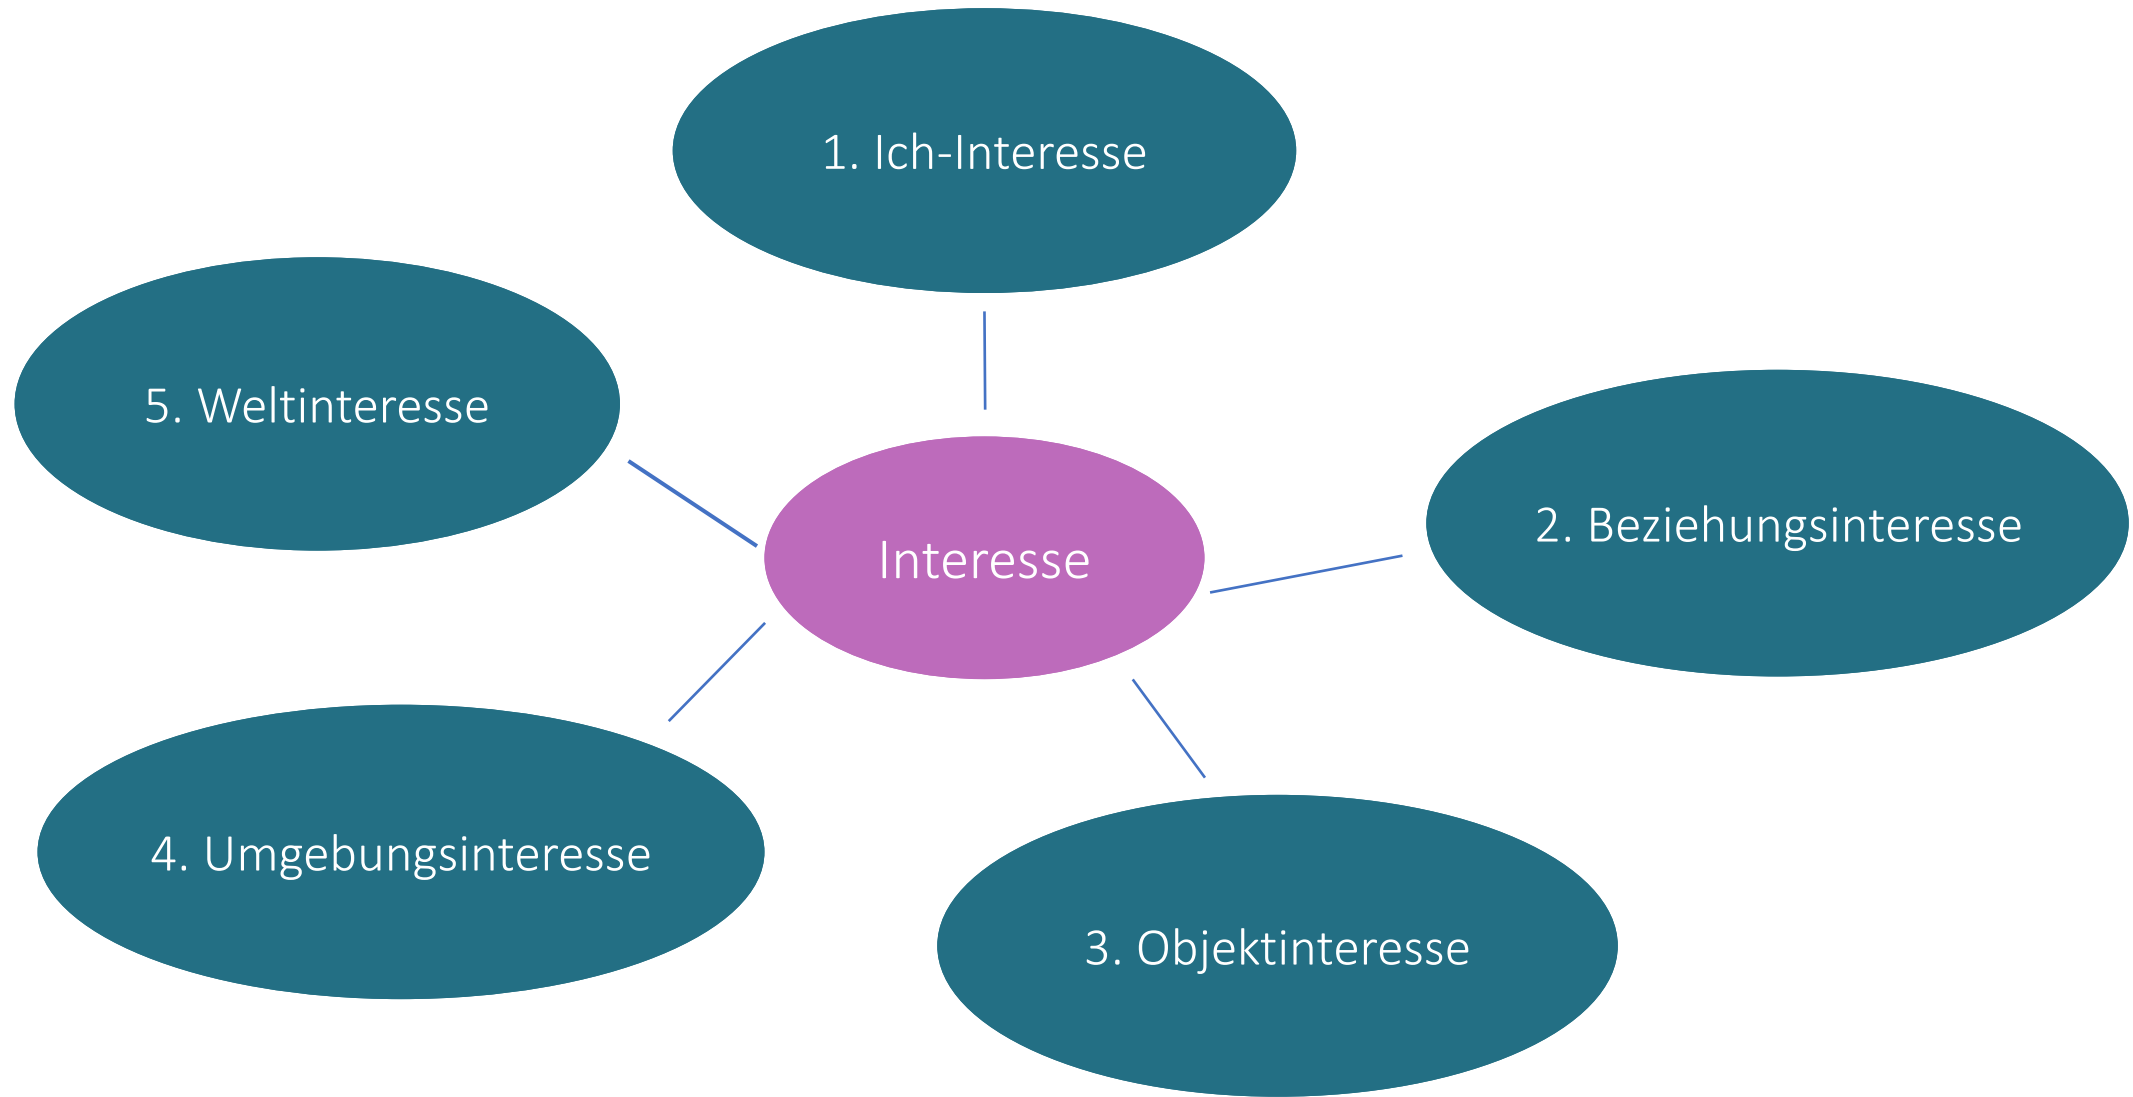 1. Ich-Interesse
5. Weltinteresse
2. Beziehungsinteresse
Interesse
4. Umgebungsinteresse
3. Objektinteresse